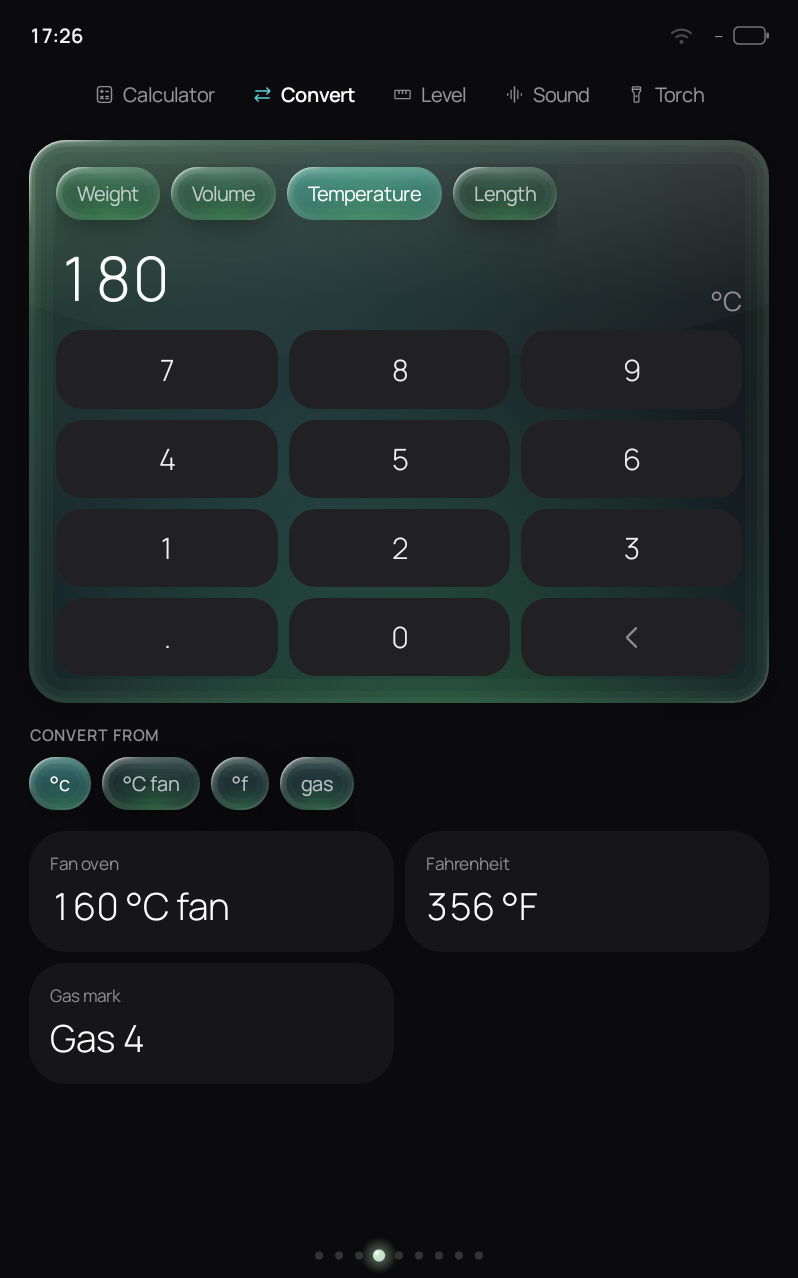 17:26
–
Calculator Convert Level Sound Torch
Weight Volume Temperature Length
180
°C
7 8 9
4 5 6
1 2 3
. 0
CONVERT FROM
°c °C fan °f gas
Fan oven Fahrenheit
160 °C fan 356 °F
Gas mark
Gas 4